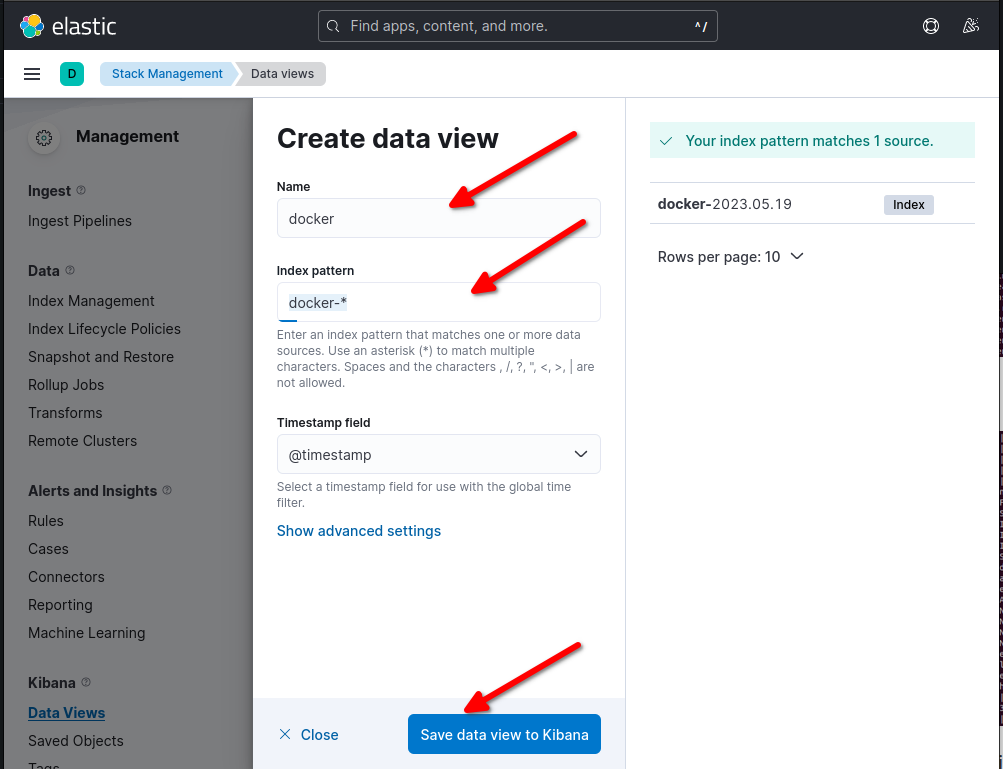 elastic
Find apps, content, and more.
^/
D
Stack Management
Data views
Management
Ingest
Ingest Pipelines
Data
Index Management
Index Lifecycle Policies
Snapshot and Restore
Rollup Jobs
Transforms
Remote Clusters
Alerts and Insights
Rules
Cases
Connectors
Reporting
Machine Learning
Kibana
Data Views
Saved Objects
Tags
Create data view
Name
docker
Index pattern
docker-*
Enter an index pattern that matches one or more data
sources. Use an asterisk (*) to match multiple
characters. Spaces and the characters , /, ?, ", <, >, | are
not allowed.
Timestamp field
@timestamp
Select a timestamp field for use with the global time
filter.
Show advanced settings
Close
Save data view to Kibana
Your index pattern matches 1 source.
docker-2023.05.19
Index
Rows per page: 10